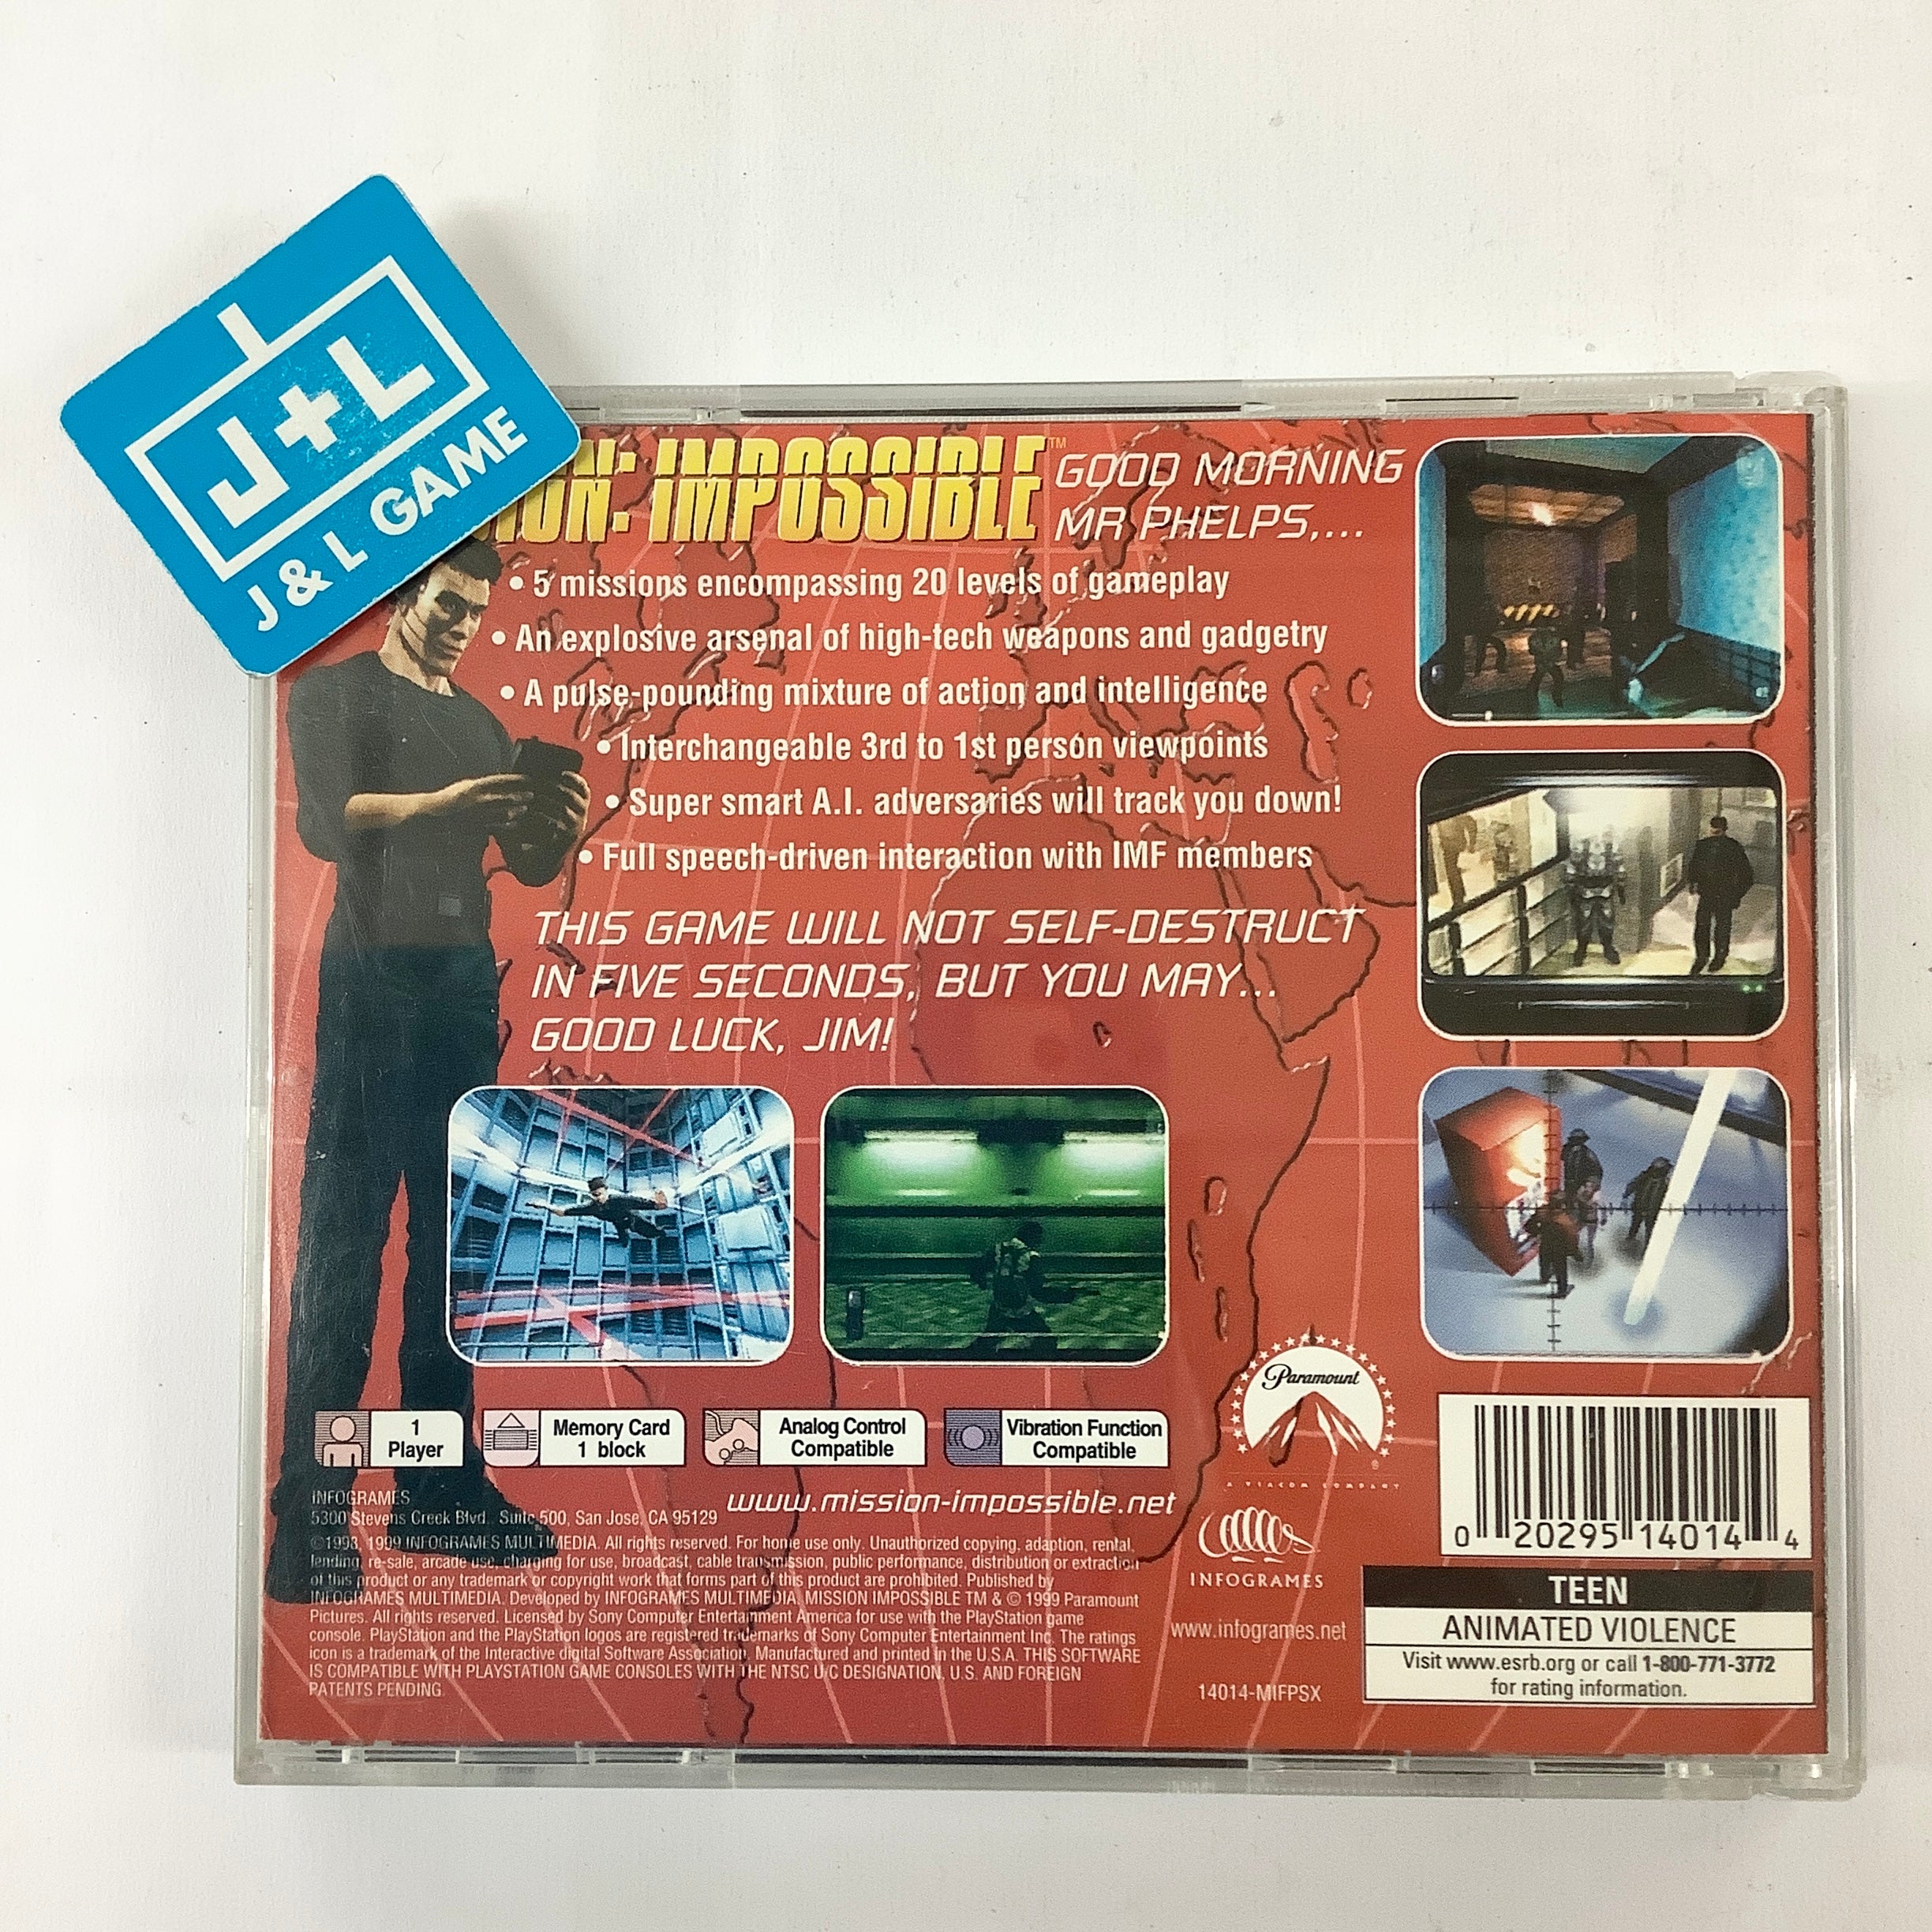 J+L
J & L GAME
ION: IMPOSSIBLE™
GOOD MORNING
MR PHELPS,...
• 5 missions encompassing 20 levels of gameplay
• An explosive arsenal of high-tech weapons and gadgetry
• A pulse-pounding mixture of action and intelligence
• Interchangeable 3rd to 1st person viewpoints
• Super smart A.I. adversaries will track you down!
• Full speech-driven interaction with IMF members
THIS GAME WILL NOT SELF-DESTRUCT
IN FIVE SECONDS, BUT YOU MAY...
GOOD LUCK, JIM!
1
Player
Memory Card
1 block
Analog Control
Compatible
Vibration Function
Compatible
Paramount
®
A VIACOM COMPANY
INFOGRAMES
5300 Stevens Creek Blvd. Suite 500, San Jose, CA 95129
www.mission-impossible.net
©1998, 1999 INFOGRAMES MULTIMEDIA. All rights reserved. For home use only. Unauthorized copying, adaption, rental,
lending, re-sale, arcade use, charging for use, broadcast, cable transmission, public performance, distribution or extraction
of this product or any trademark or copyright work that forms part of this product are prohibited. Published by
INFOGRAMES MULTIMEDIA. Developed by INFOGRAMES MULTIMEDIA. MISSION IMPOSSIBLE TM & © 1999 Paramount
Pictures. All rights reserved. Licensed by Sony Computer Entertainment America for use with the PlayStation game
console. PlayStation and the PlayStation logos are registered trademarks of Sony Computer Entertainment Inc. The ratings
icon is a trademark of the Interactive digital Software Association. Manufactured and printed in the U.S.A. THIS SOFTWARE
IS COMPATIBLE WITH PLAYSTATION GAME CONSOLES WITH THE NTSC U/C DESIGNATION. U.S. AND FOREIGN
PATENTS PENDING.
INFOGRAMES
www.infogrames.net
14014-MIFPSX
0 20295 14014 4
TEEN
ANIMATED VIOLENCE
Visit www.esrb.org or call 1-800-771-3772
for rating information.